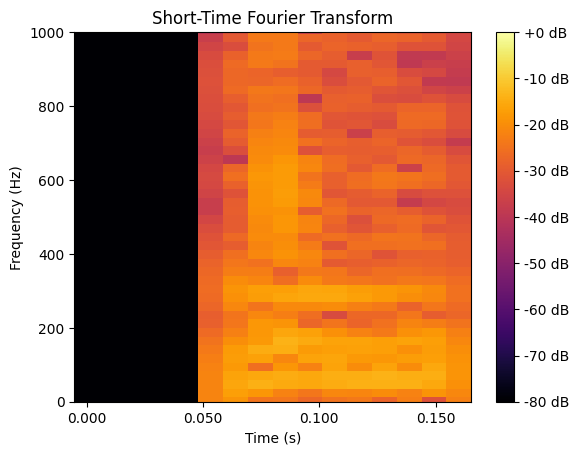 Short-Time Fourier Transform
1000
800
600
400
200
0
Frequency (Hz)
0.000
0.050
0.100
0.150
Time (s)
+0 dB
-10 dB
-20 dB
-30 dB
-40 dB
-50 dB
-60 dB
-70 dB
-80 dB